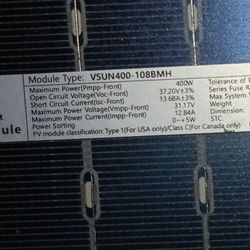 Module Type: VSUN400-108BMH
Maximum Power(Pmpp-Front) 400W Tolerance of
Open Circuit Voltage(Voc-Front) 37.20V±3% Series Fuse R
Short Circuit Current(Isc-Front) 13.68A±3% Max System
Maximum Power Voltage(Vmpp-Front) 31.17V
Maximum Power Current(Impp-Front) 12.84A
Power Sorting 0~+5W STC
PV module classification: Type 1(For USA only)/Class C(For Canada only)
dule